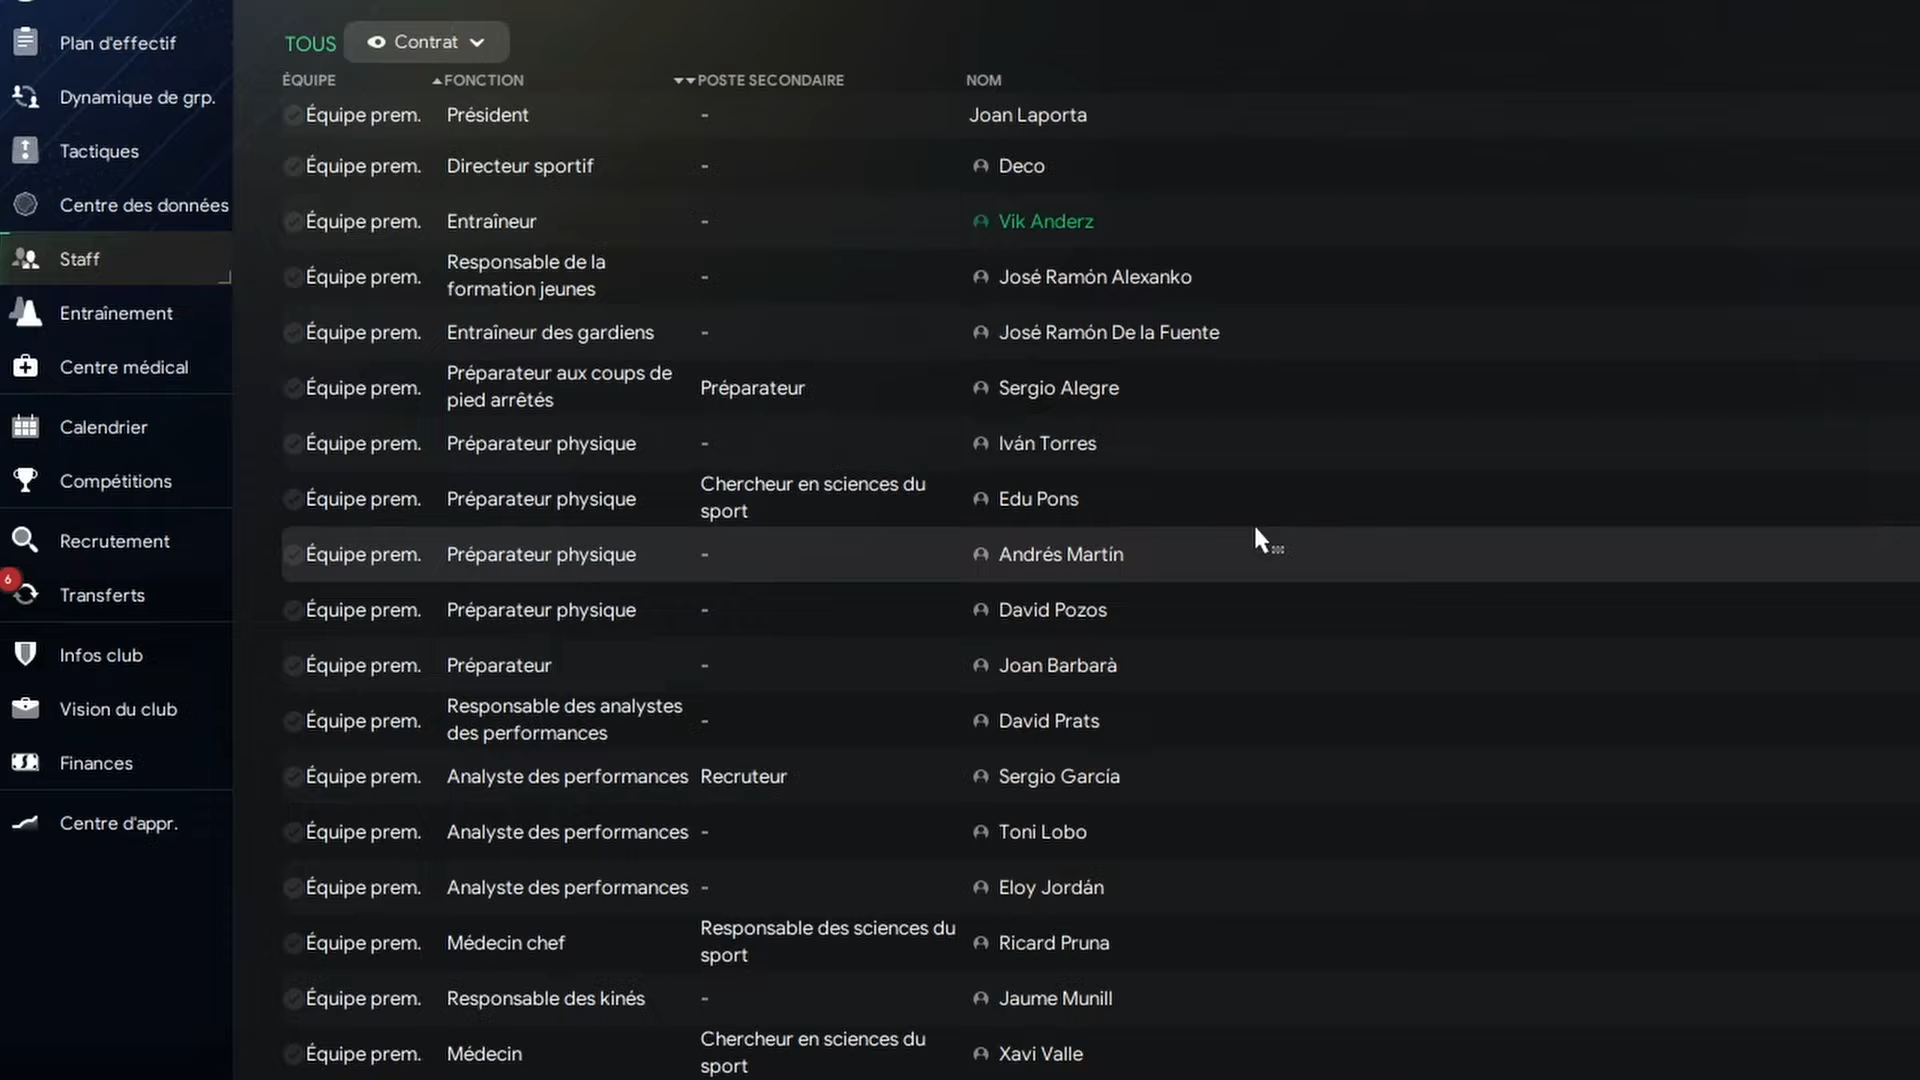 Plan d'effectif
Dynamique de grp.
Tactiques
Centre des données
Staff
Entraînement
Centre médical
Calendrier
Compétitions
Recrutement
6
Transferts
Infos club
Vision du club
Finances
Centre d'appr.
TOUS Contrat
ÉQUIPE FONCTION POSTE SECONDAIRE NOM
Équipe prem. Président - Joan Laporta
Équipe prem. Directeur sportif - Deco
Équipe prem. Entraîneur - Vik Anderz
Équipe prem. Responsable de la
formation jeunes - José Ramón Alexanko
Équipe prem. Entraîneur des gardiens - José Ramón De la Fuente
Équipe prem. Préparateur aux coups de
pied arrêtés Préparateur Sergio Alegre
Équipe prem. Préparateur physique - Iván Torres
Équipe prem. Préparateur physique Chercheur en sciences du
sport Edu Pons
Équipe prem. Préparateur physique - Andrés Martín
Équipe prem. Préparateur physique - David Pozos
Équipe prem. Préparateur - Joan Barbarà
Équipe prem. Responsable des analystes
des performances - David Prats
Équipe prem. Analyste des performances Recruteur Sergio García
Équipe prem. Analyste des performances - Toni Lobo
Équipe prem. Analyste des performances - Eloy Jordán
Équipe prem. Médecin chef Responsable des sciences du
sport Ricard Pruna
Équipe prem. Responsable des kinés - Jaume Munill
Équipe prem. Médecin Chercheur en sciences du
sport Xavi Valle